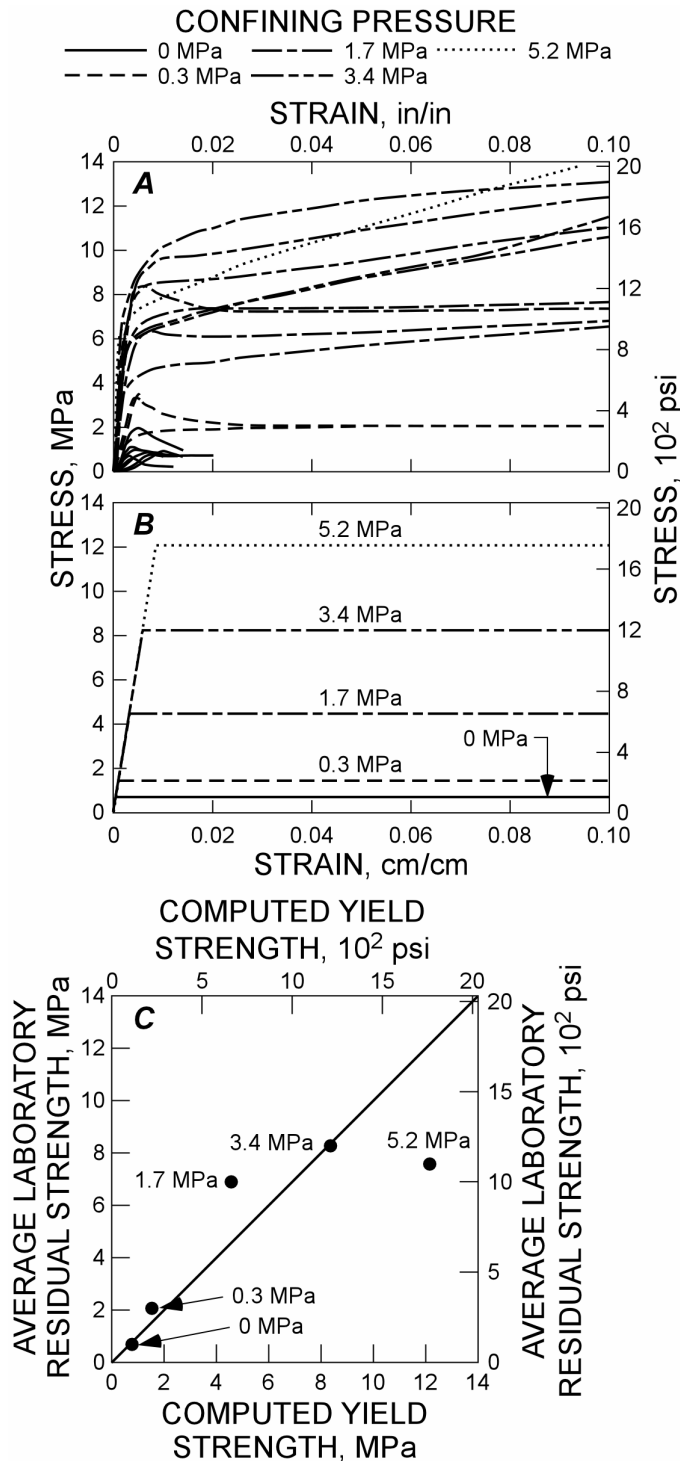 CONFINING PRESSURE
0 MPa 1.7 MPa 5.2 MPa
0.3 MPa 3.4 MPa
STRAIN, in/in
0 0.02 0.04 0.06 0.08 0.10
A
14
12
10
8
6
4
2
0
20
16
12
8
4
0
STRESS, MPa
STRESS, 10² psi
B
14
12
10
8
6
4
2
0
20
16
12
8
4
0
5.2 MPa
3.4 MPa
1.7 MPa
0 MPa
0.3 MPa
0 0.02 0.04 0.06 0.08 0.10
STRAIN, cm/cm
COMPUTED YIELD
STRENGTH, 10² psi
0 5 10 15 20
C
AVERAGE LABORATORY
RESIDUAL STRENGTH, MPa
14
12
10
8
6
4
2
0
20
15
10
5
0
AVERAGE LABORATORY
RESIDUAL STRENGTH, 10² psi
3.4 MPa
5.2 MPa
1.7 MPa
0.3 MPa
0 MPa
0 2 4 6 8 10 12 14
COMPUTED YIELD
STRENGTH, MPa